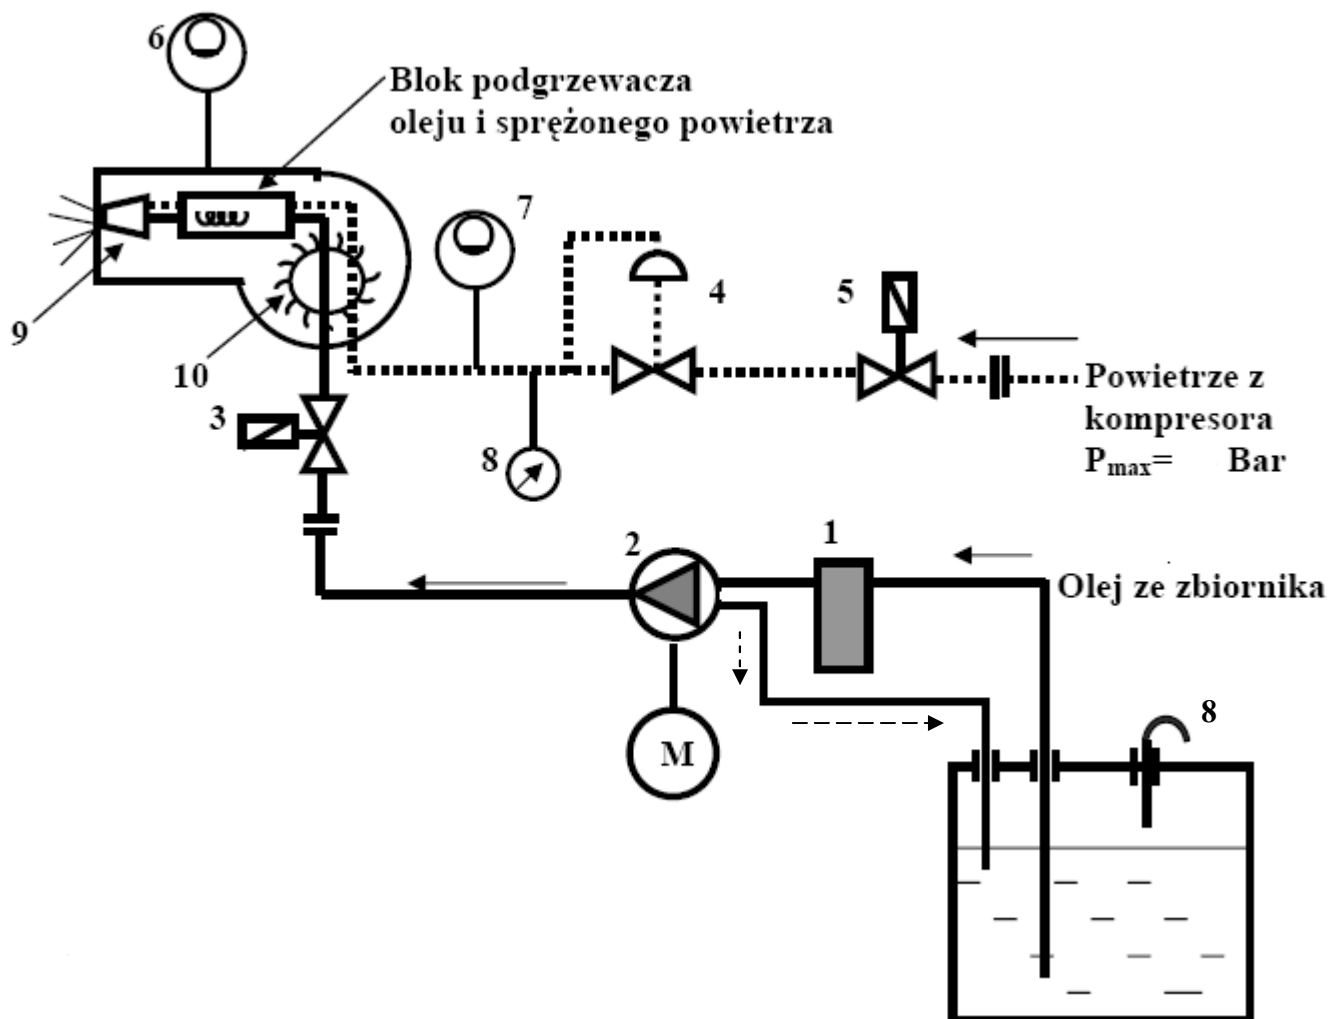 6
Blok podgrzewacza
oleju i sprężonego powietrza
7
4
5
9
10
Powietrze z
kompresora
Pmax= Bar
3
8
2
1
Olej ze zbiornika
M
8